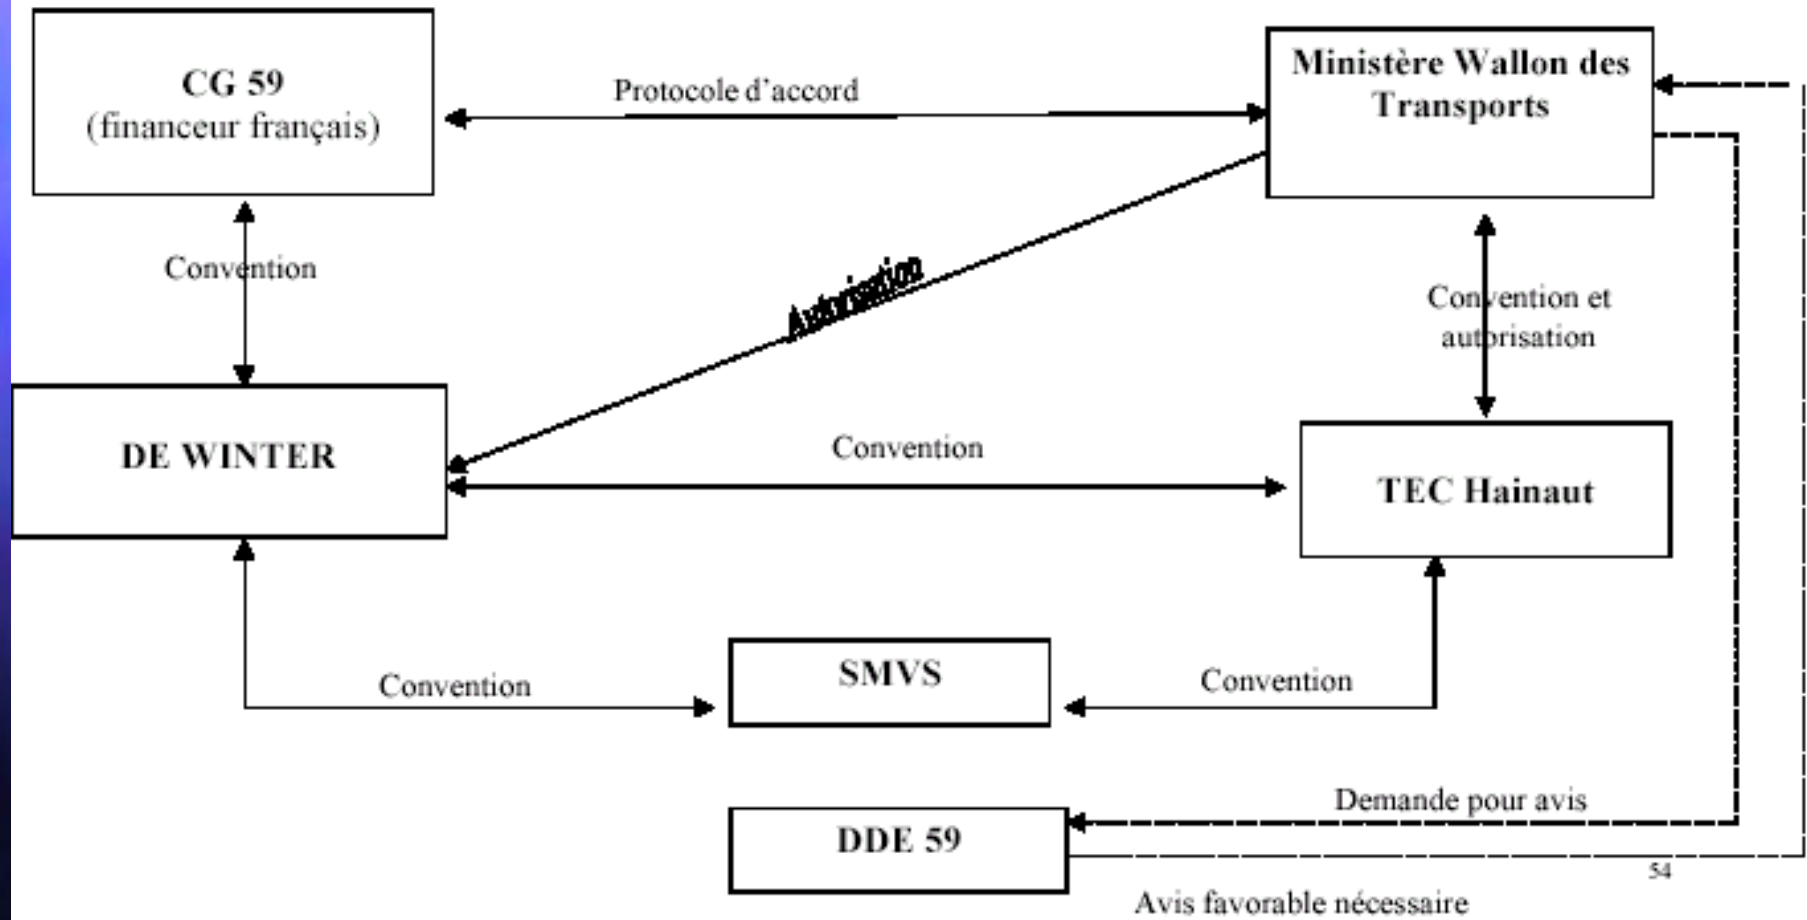 CG 59
(financeur français)
Protocole d'accord
Ministère Wallon des
Transports
Convention
Autorisation
Convention et
autorisation
DE WINTER
Convention
TEC Hainaut
Convention
SMVS
Convention
Demande pour avis
DDE 59
54
Avis favorable nécessaire